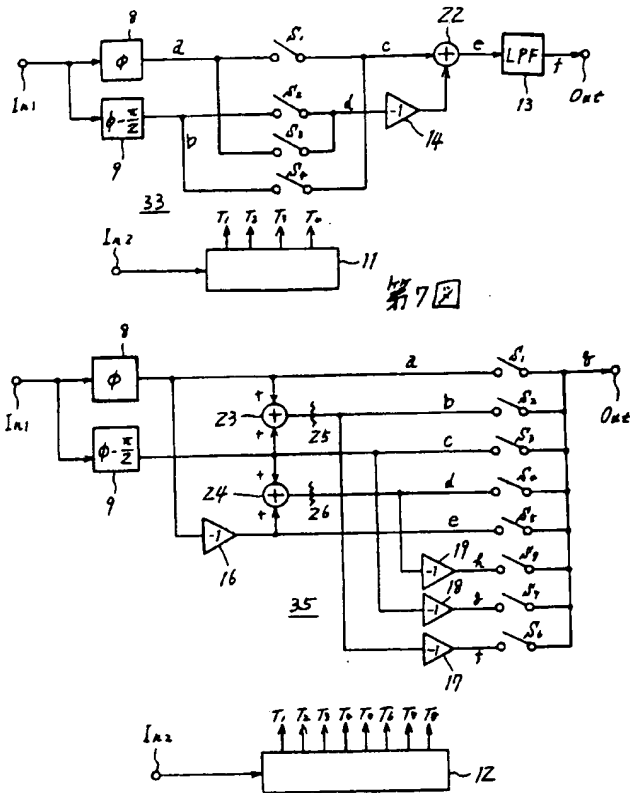 8
φ
a
S₁
c
22
+
e
LPF
f
In1
Out
13
φ-π/2
b
9
S₂
d
-1
14
S₃
S₄
33
T₁ T₂ T₃ T₄
In2
11
第7図
8
φ
a
S₁
Out
In1
+
23
+
25
b
S₂
φ-π/2
9
c
S₃
+
24
+
26
d
S₄
-1
16
e
S₅
19
-1
h
S₈
18
-1
g
S₇
35
-1
17
f
S₆
T₁ T₂ T₃ T₄
T₆ T₇ T₈
In2
12